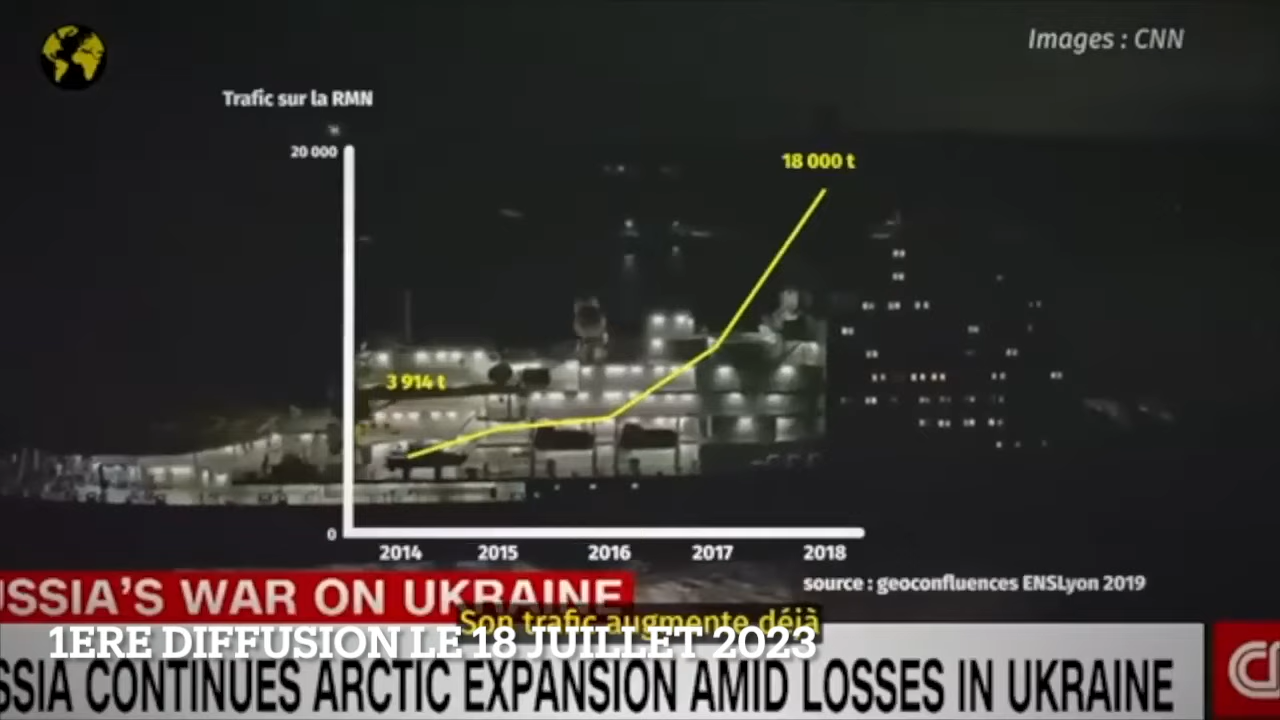 Images : CNN
Trafic sur la RMN
20 000
18 000 t
3 914 t
0
2014 2015 2016 2017 2018
source : geoconfluences ENSLyon 2019
USSIA'S WAR ON UKRAINE
Son trafic augmente déjà
1ERE DIFFUSION LE 18 JUILLET 2023
SSIA CONTINUES ARCTIC EXPANSION AMID LOSSES IN UKRAINE